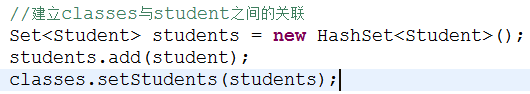 //建立classes与student之间的关联
Set<Student> students = new HashSet<Student>();
students.add(student);
classes.setStudents(students);